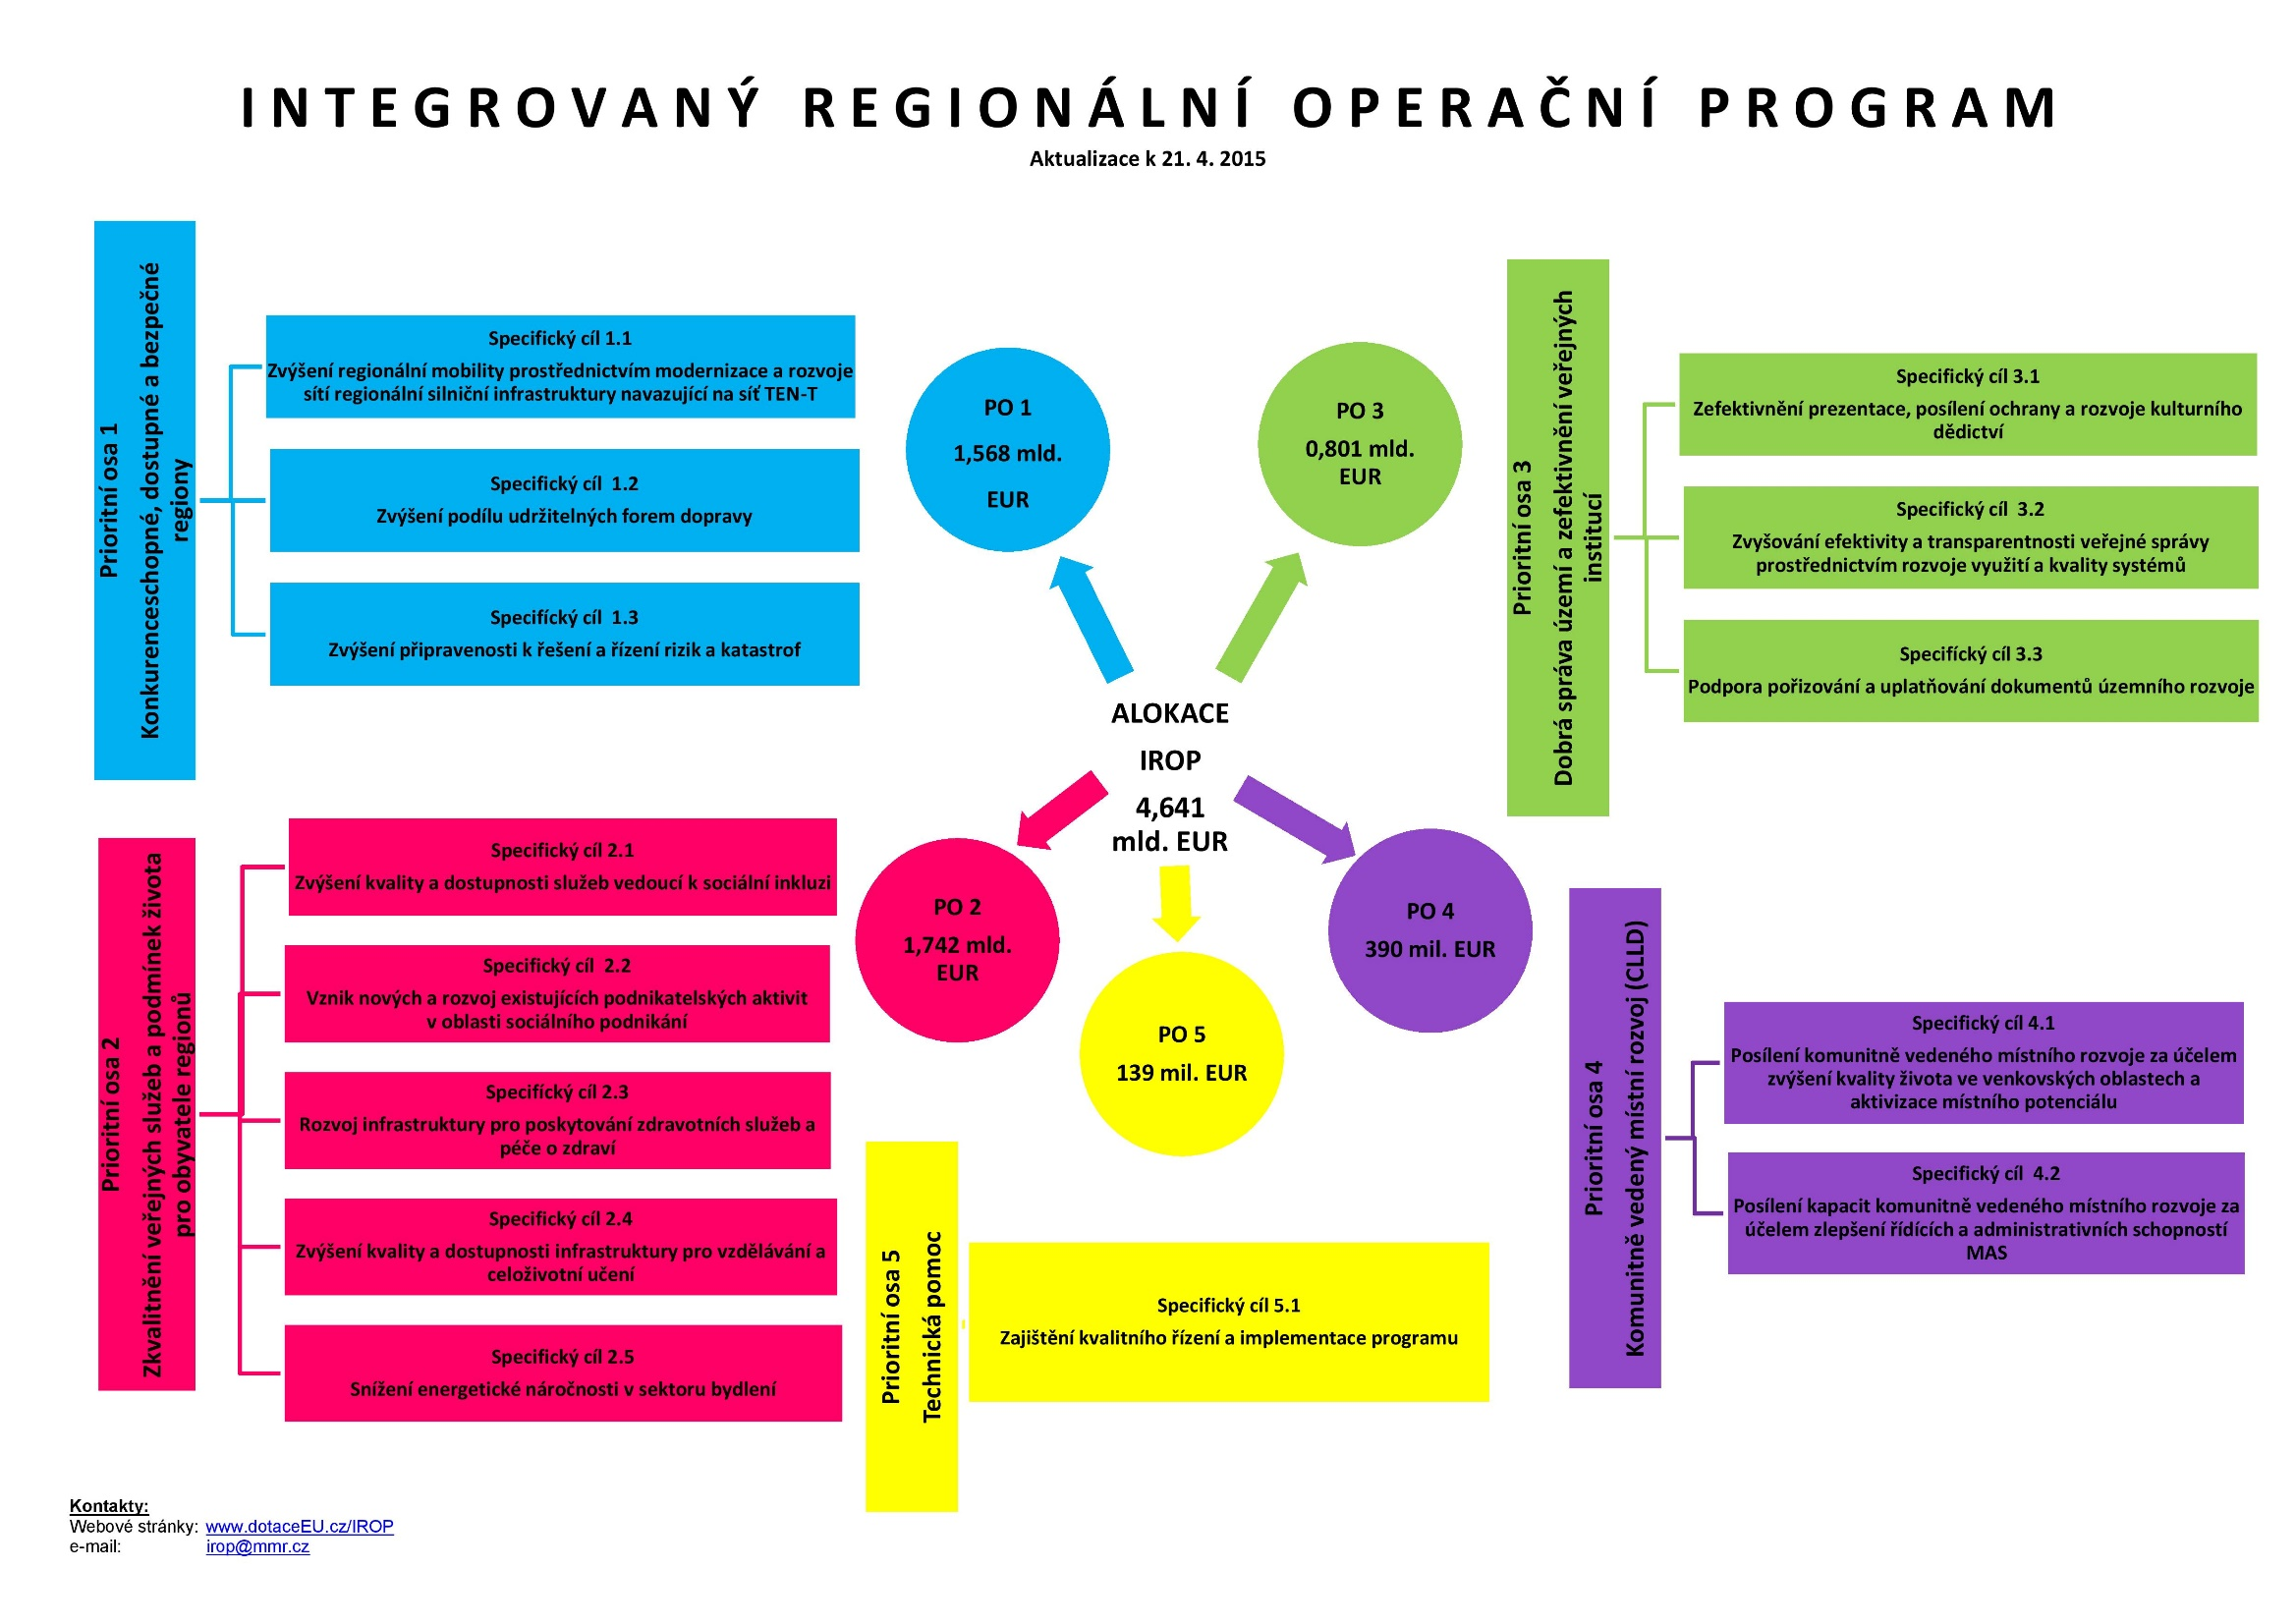 INTEGROVANÝ REGIONÁLNÍ OPERAČNÍ PROGRAM
Aktualizace k 21. 4. 2015
Prioritní osa 1
Konkurenceschopné, dostupné a bezpečné
regiony
Specifický cíl 1.1
Zvýšení regionální mobility prostřednictvím modernizace a rozvoje
sítí regionální silniční infrastruktury navazující na síť TEN-T
Specifický cíl 1.2
Zvýšení podílu udržitelných forem dopravy
Specifícký cíl 1.3
Zvýšení připravenosti k řešení a řízení rizik a katastrof
PO 1
1,568 mld.
EUR
PO 3
0,801 mld.
EUR
Prioritní osa 3
Dobrá správa území a zefektivnění veřejných
institucí
Specifický cíl 3.1
Zefektivnění prezentace, posílení ochrany a rozvoje kulturního
dědictví
Specifický cíl 3.2
Zvyšování efektivity a transparentnosti veřejné správy
prostřednictvím rozvoje využití a kvality systémů
Specifícký cíl 3.3
Podpora pořizování a uplatňování dokumentů územního rozvoje
ALOKACE
IROP
4,641
mld. EUR
Prioritní osa 2
Zkvalitnění veřejných služeb a podmínek života
pro obyvatele regionů
Specifický cíl 2.1
Zvýšení kvality a dostupnosti služeb vedoucí k sociální inkluzi
Specifický cíl 2.2
Vznik nových a rozvoj existujících podnikatelských aktivit
v oblasti sociálního podnikání
Specifícký cíl 2.3
Rozvoj infrastruktury pro poskytování zdravotních služeb a
péče o zdraví
Specifický cíl 2.4
Zvýšení kvality a dostupnosti infrastruktury pro vzdělávání a
celoživotní učení
Specifický cíl 2.5
Snížení energetické náročnosti v sektoru bydlení
PO 2
1,742 mld.
EUR
PO 5
139 mil. EUR
PO 4
390 mil. EUR
Prioritní osa 5
Technická pomoc
Specifický cíl 5.1
Zajištění kvalitního řízení a implementace programu
Prioritní osa 4
Komunitně vedený místní rozvoj (CLLD)
Specifický cíl 4.1
Posílení komunitně vedeného místního rozvoje za účelem
zvýšení kvality života ve venkovských oblastech a
aktivizace místního potenciálu
Specifický cíl 4.2
Posílení kapacit komunitně vedeného místního rozvoje za
účelem zlepšení řídících a administrativních schopností
MAS
Kontakty:
Webové stránky: www.dotaceEU.cz/IROP
e-mail: irop@mmr.cz